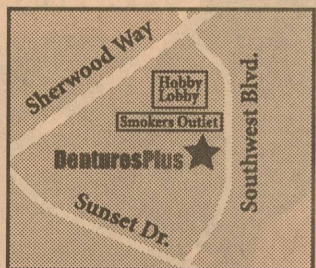 Sherwood Way
Hobby
Lobby
Smokers Outlet
DenturesPlus
Southwest Blvd.
Sunset Dr.